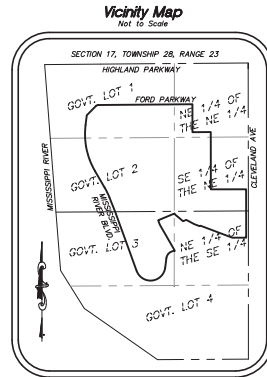 Vicinity Map
Not to Scale
SECTION 17, TOWNSHIP 28, RANGE 23
HIGHLAND PARKWAY
GOVT. LOT 1
FORD PARKWAY
NE 1/4 OF
THE NE 1/4
CLEVELAND AVE
MISSISSIPPI RIVER
GOVT. LOT 2
SE 1/4 OF
THE NE 1/4
MISSISSIPPI
RIVER BLVD.
GOVT. LOT 3
NE 1/4 OF
THE SE 1/4
GOVT. LOT 4